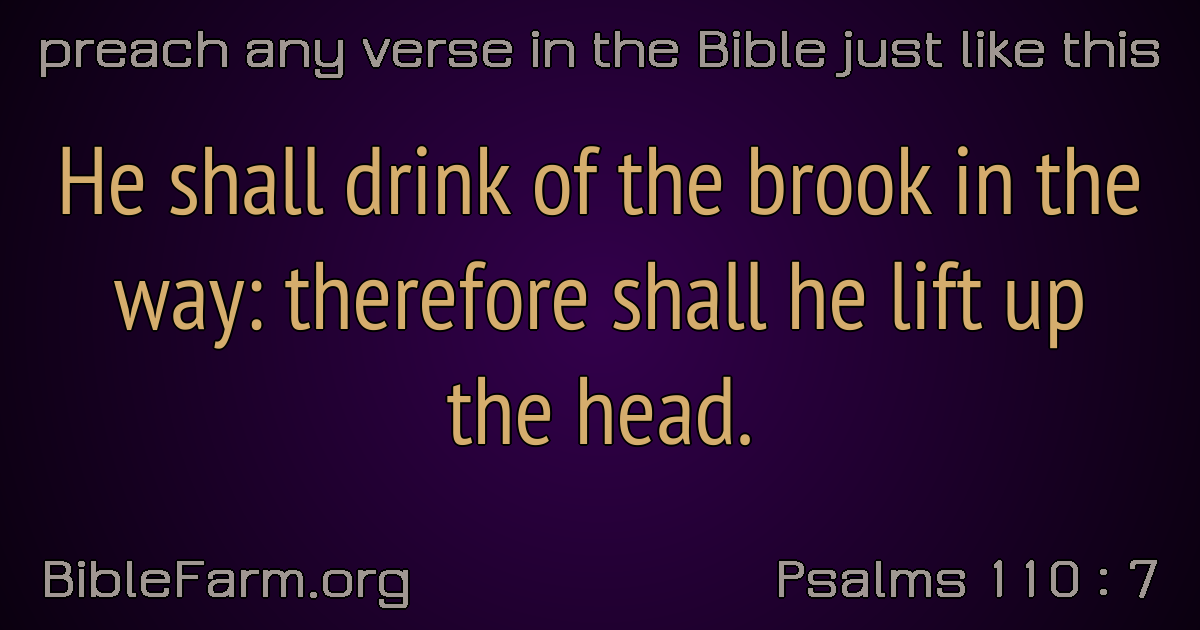 preach any verse in the Bible just like this
He shall drink of the brook in the
way: therefore shall he lift up
the head.
BibleFarm.org
Psalms 110 : 7